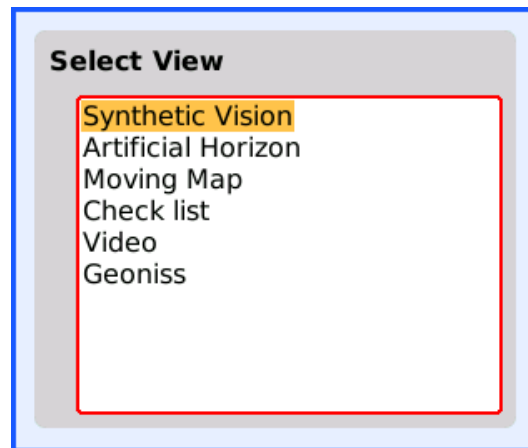 Select View
Synthetic Vision
Artificial Horizon
Moving Map
Check list
Video
Geoniss